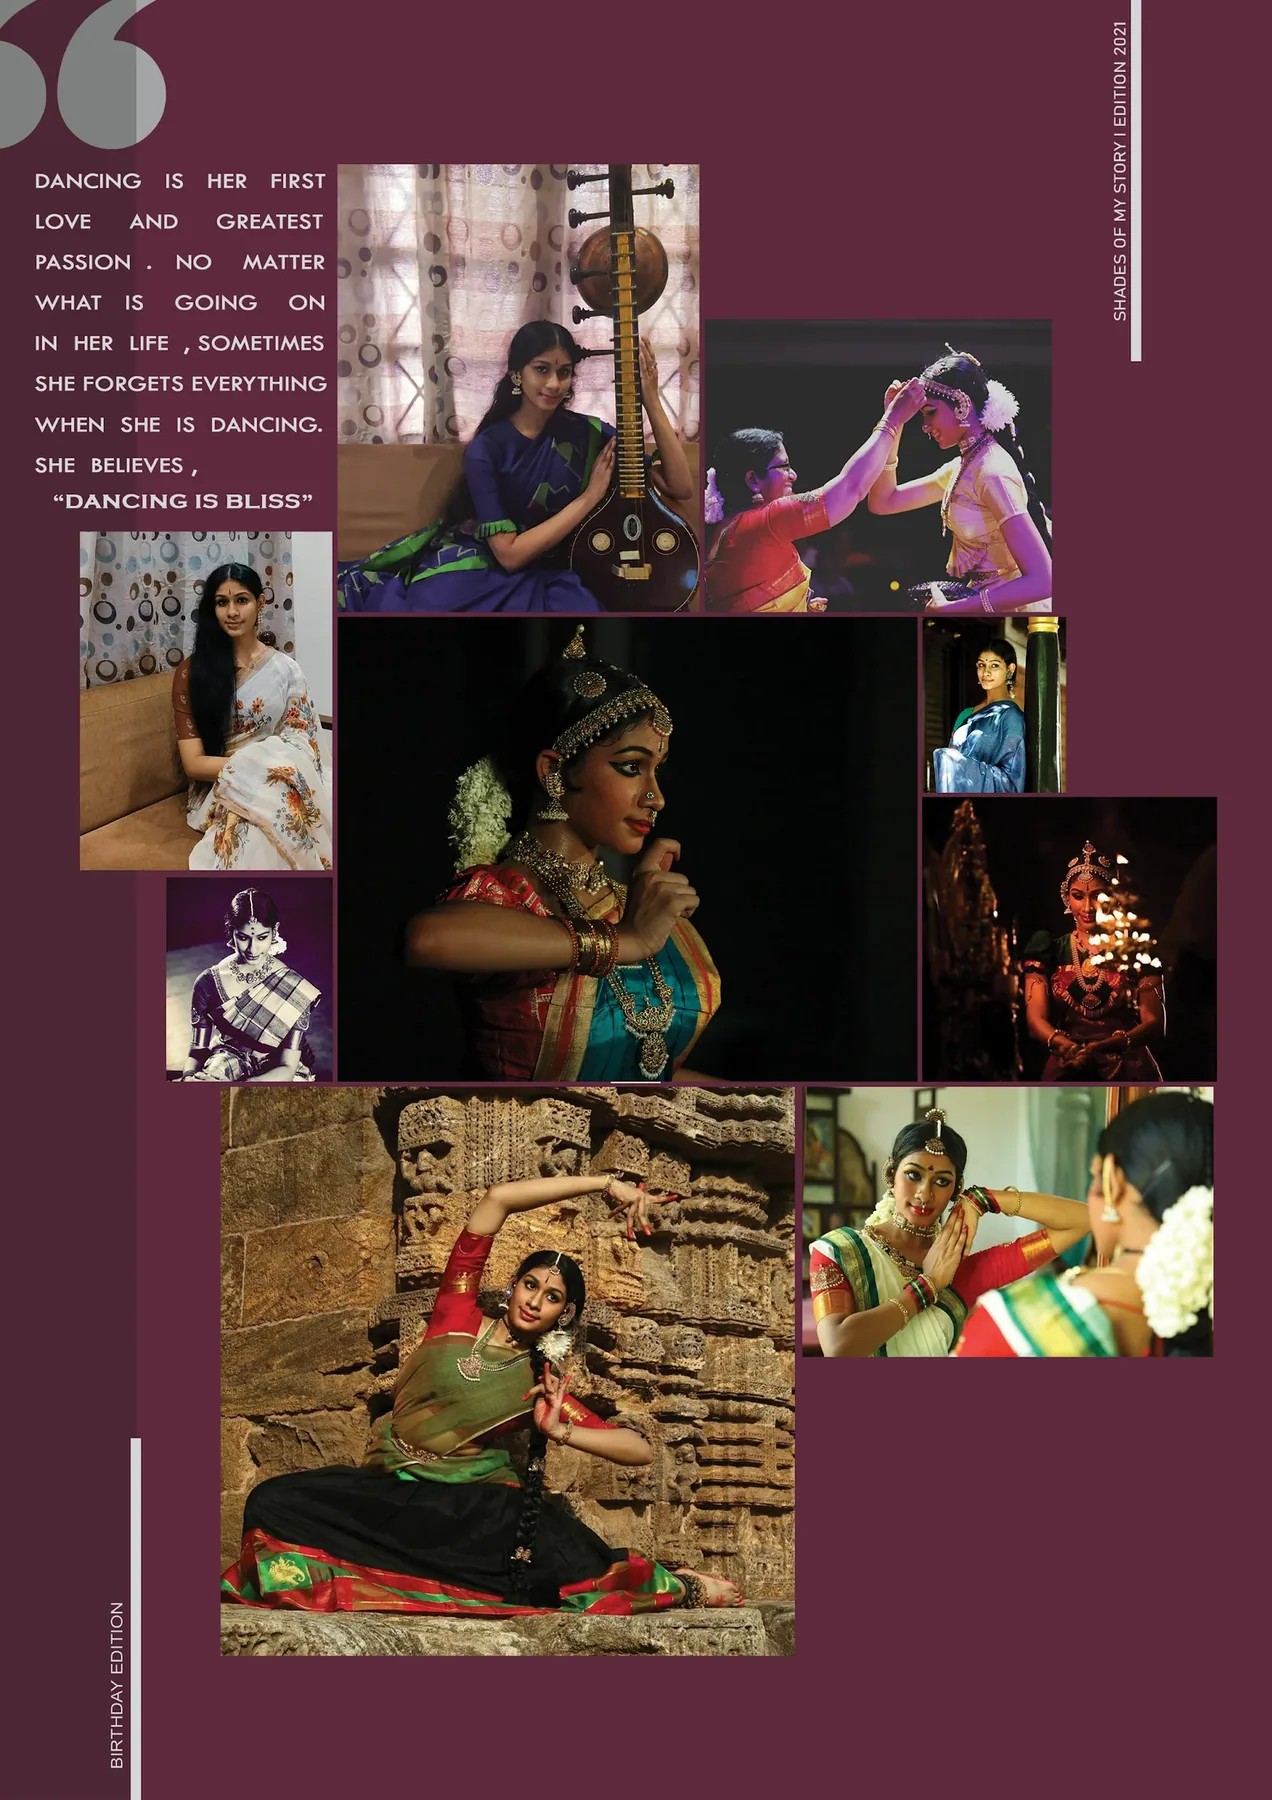 DANCING IS HER FIRST
LOVE AND GREATEST
PASSION . NO MATTER
WHAT IS GOING ON
IN HER LIFE , SOMETIMES
SHE FORGETS EVERYTHING
WHEN SHE IS DANCING.
SHE BELIEVES ,
“DANCING IS BLISS”
SHADES OF MY STORY I EDITION 2021
BIRTHDAY EDITION